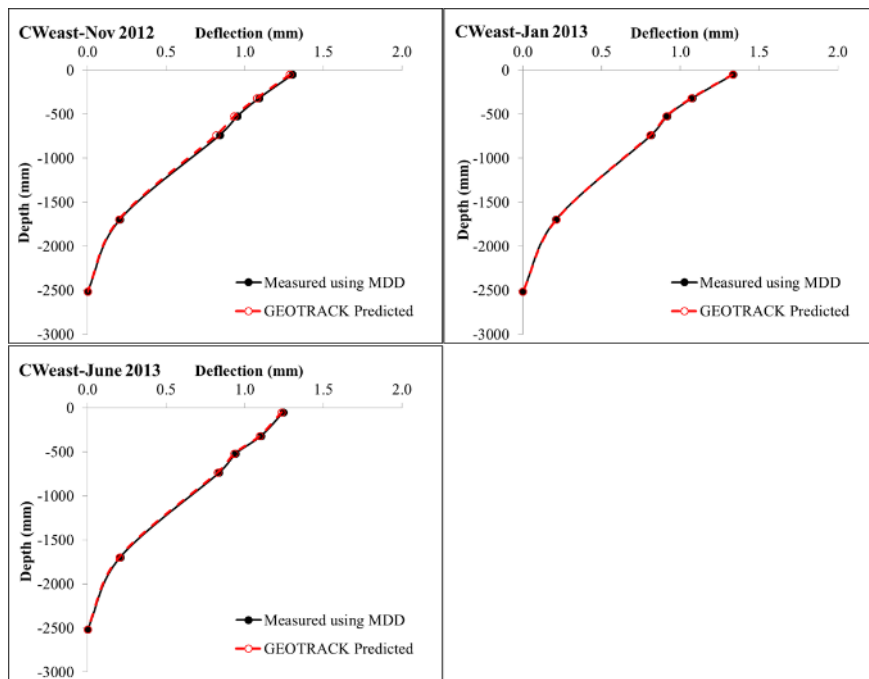 CWeast-Nov 2012
Deflection (mm)
0.0 0.5 1.0 1.5 2.0
0
-500
-1000
-1500
-2000
-2500
-3000
Depth (mm)
Measured using MDD
GEOTRACK Predicted
CWeast-Jan 2013
Deflection (mm)
0.0 0.5 1.0 1.5 2.0
0
-500
-1000
-1500
-2000
-2500
-3000
Depth (mm)
Measured using MDD
GEOTRACK Predicted
CWeast-June 2013
Deflection (mm)
0.0 0.5 1.0 1.5 2.0
0
-500
-1000
-1500
-2000
-2500
-3000
Depth (mm)
Measured using MDD
GEOTRACK Predicted